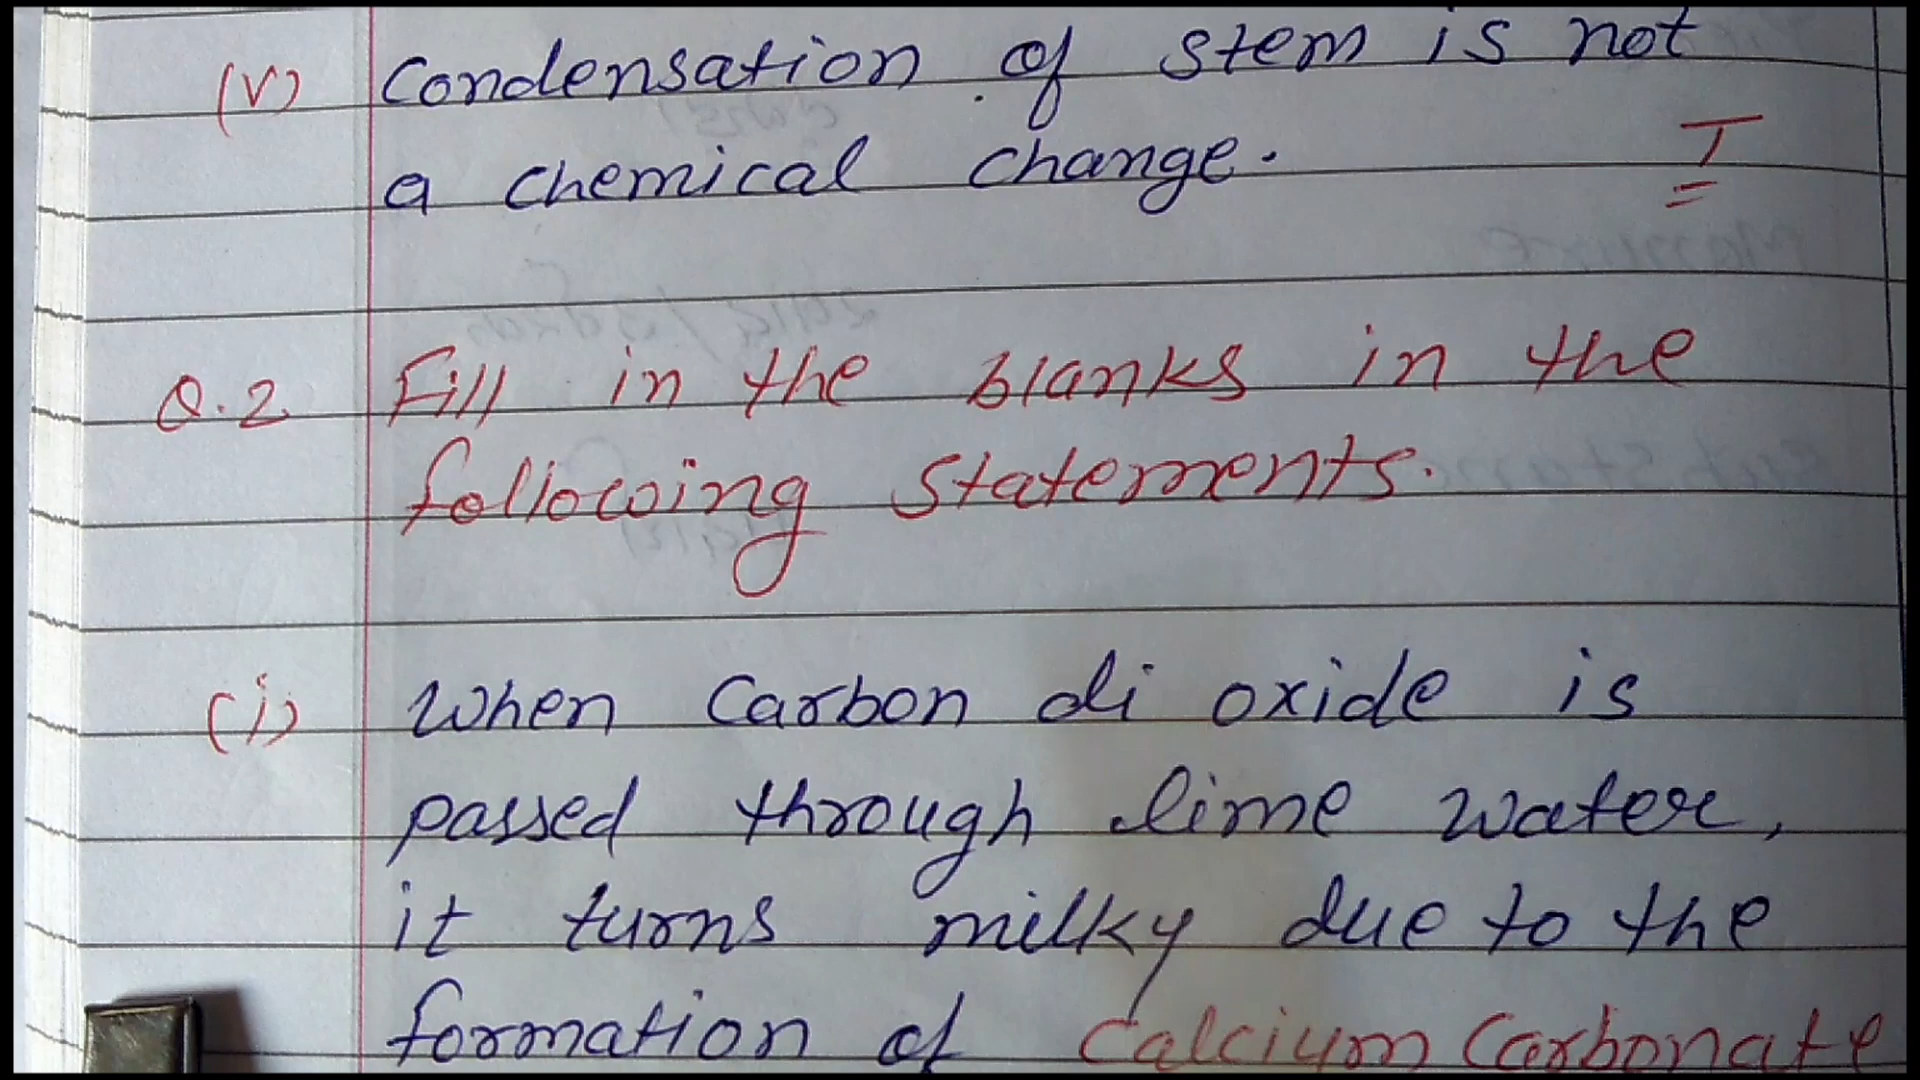 (V) Condensation of stem is not
a chemical change. T
Q.2 Fill in the blanks in the
following statements.
(i) When Carbon di oxide is
passed through lime water,
it turns milky due to the
formation of Calcium Carbonate